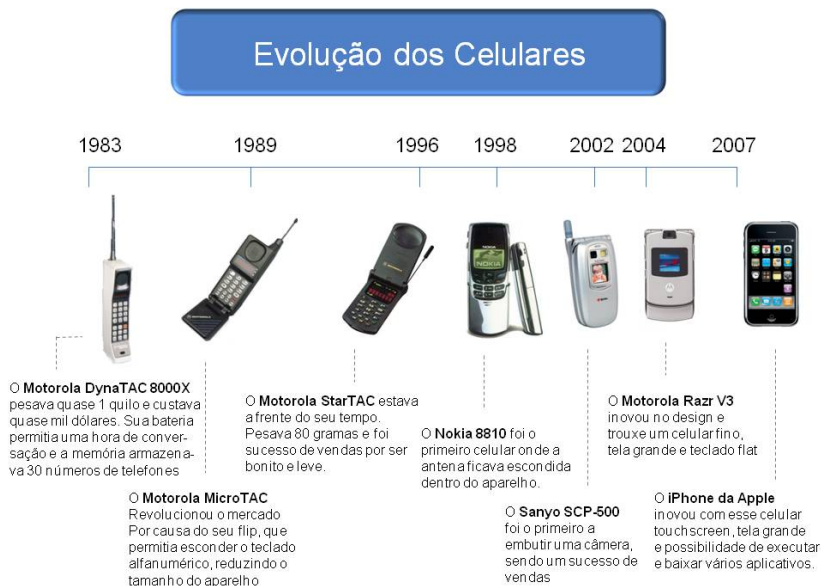 Evolução dos Celulares
1983
1989
1996
1998
2002
2004
2007
NOKIA
NOKIA
O Motorola DynaTAC 8000X
pesava quase 1 quilo e custava
quase mil dólares. Sua bateria
permitia uma hora de conver-
sação e a memória armazena-
va 30 números de telefones
O Motorola MicroTAC
Revolucionou o mercado
Por causa do seu flip, que
permitia esconder o teclado
alfanumérico, reduzindo o
tamanho do aparelho
O Motorola StarTAC estava
a frente do seu tempo.
Pesava 80 gramas e foi
sucesso de vendas por ser
bonito e leve.
O Nokia 8810 foi o
primeiro celular onde a
antena ficava escondida
dentro do aparelho.
O Sanyo SCP-500
foi o primeiro a
embutir uma câmera,
sendo um sucesso de
vendas
O Motorola Razr V3
inovou no design e
trouxe um celular fino,
tela grande e teclado flat
O iPhone da Apple
inovou com esse celular
touchscreen, tela grande
e possibilidade de executar
e baixar vários aplicativos.